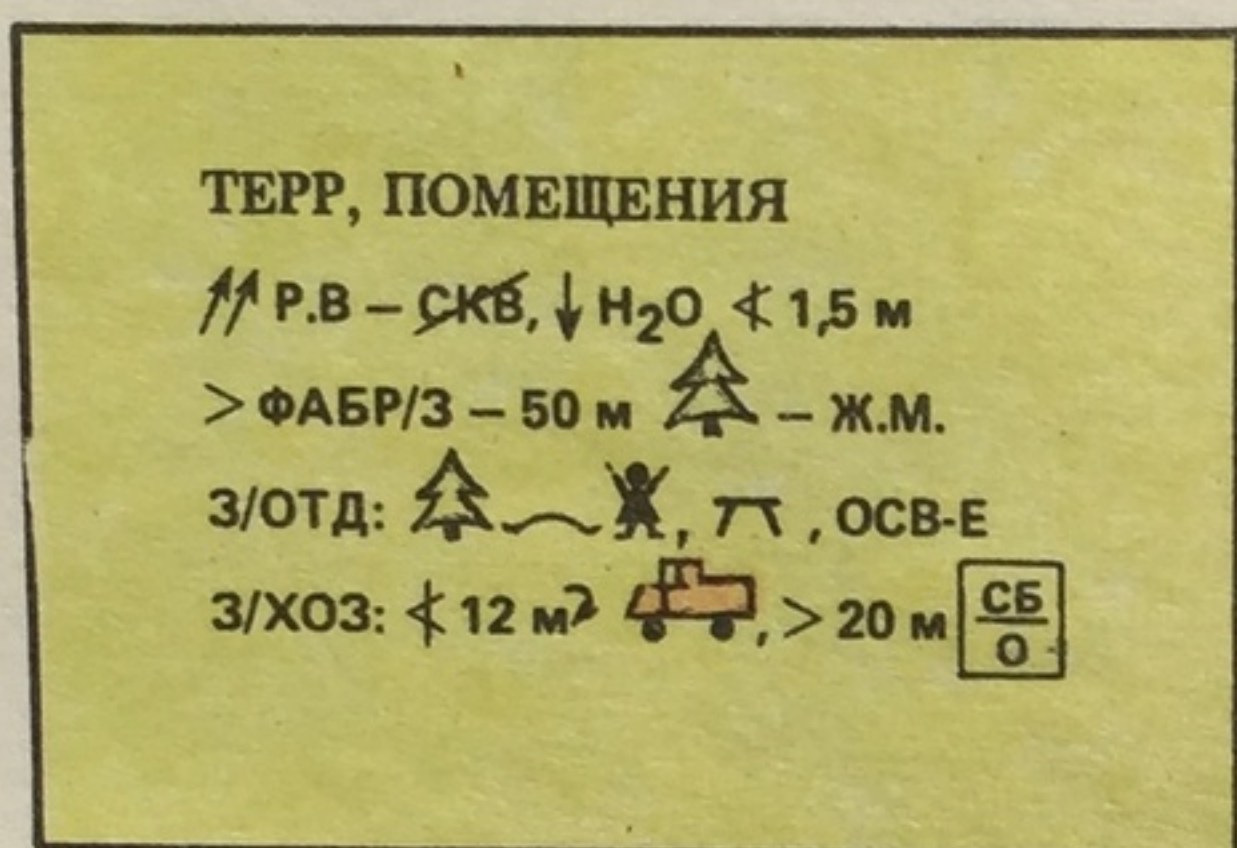 ТЕРР, ПОМЕЩЕНИЯ
Р.В – СКВ, ↓ H₂O ∢ 1,5 м
> ФАБР/З – 50 м – Ж.М.
З/ОТД: , , ОСВ-Е
З/ХОЗ: ∢ 12 м² , > 20 м СБ/О